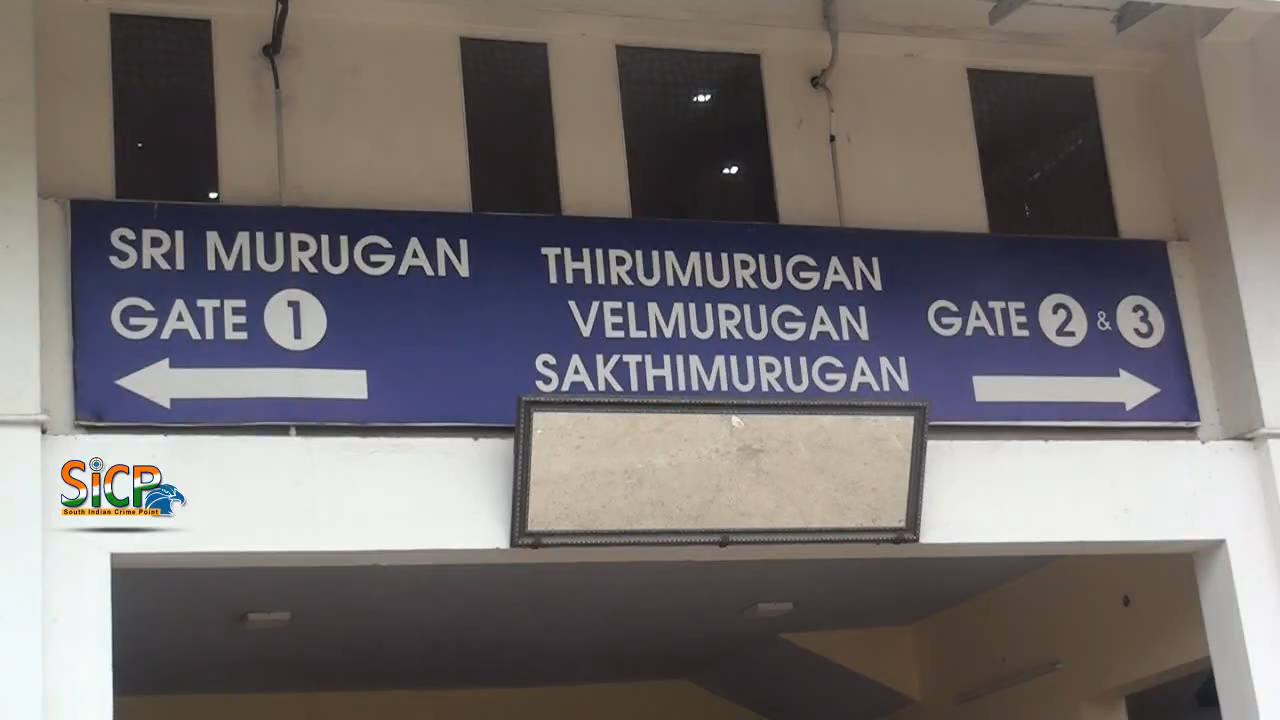 SRI MURUGAN
GATE 1
THIRUMURUGAN
VELMURUGAN
SAKTHIMURUGAN
GATE 2 & 3
SiCP
South Indian Crime Point